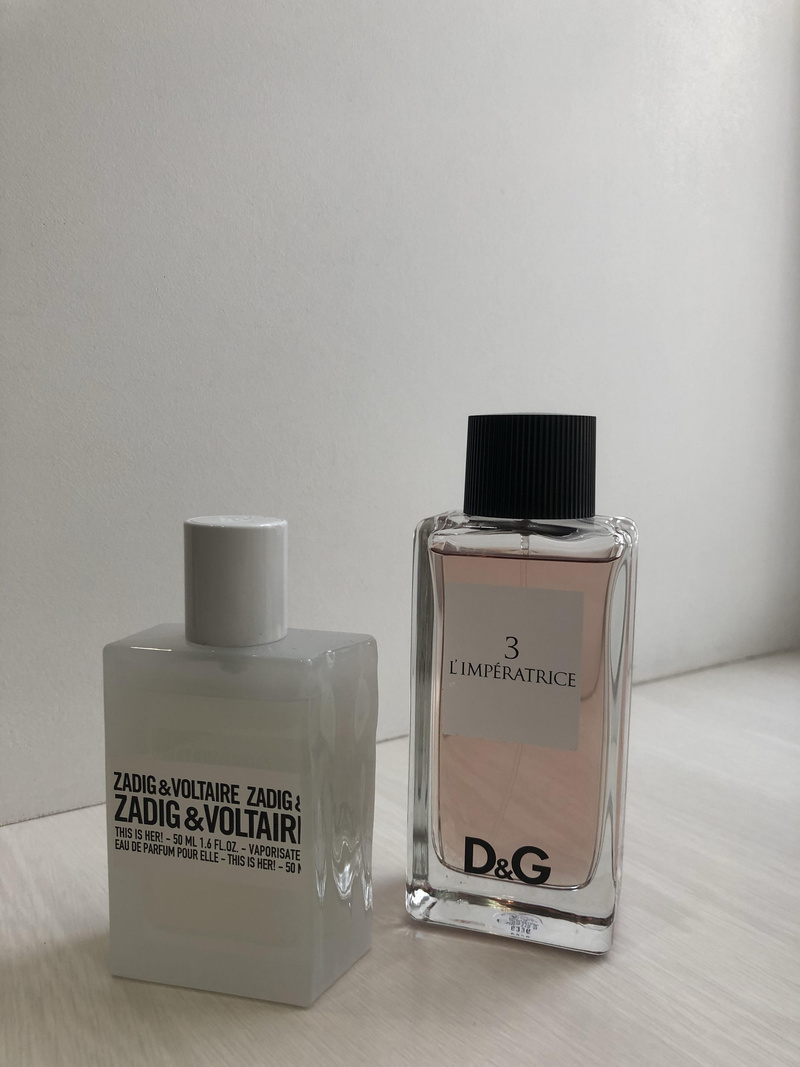 ZADIG & VOLTAIRE ZADIG &
ZADIG & VOLTAIRE
THIS IS HER! – 50 ML 1.6 FL.OZ. – VAPORISATE
EAU DE PARFUM POUR ELLE – THIS IS HER! – 50 M
3
L'IMPÉRATRICE
D&G